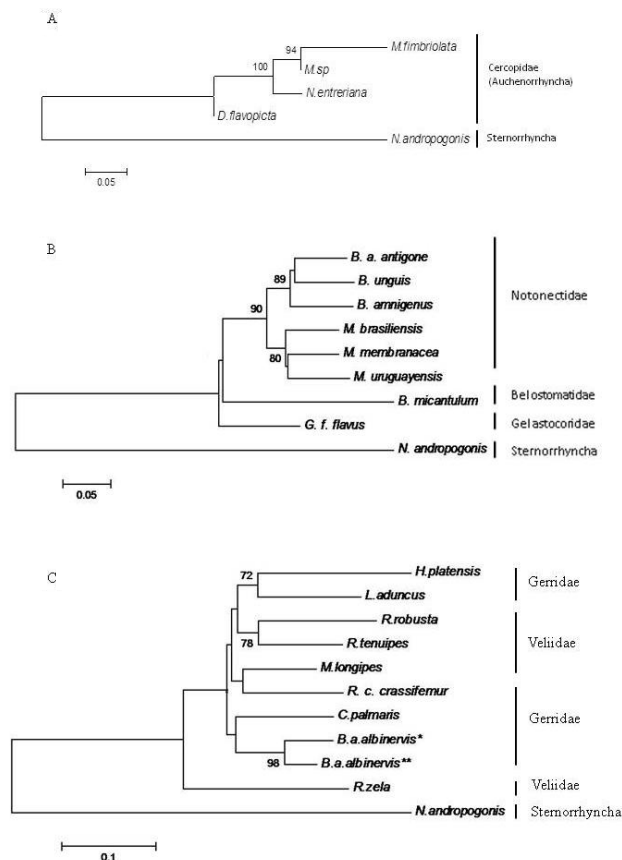 A
94
M.fimbriolata
M.sp
100
N.entreriana
D.flavopicta
N.andropogonis
Cercopidae
(Auchenorrhyncha)
Sternorrhyncha
0.05
B
B. a. antigone
89
B. unguis
B. amnigenus
90
M. brasiliensis
80
M. membranacea
M. uruguayensis
B. micantulum
G. f. flavus
N. andropogonis
Notonectidae
Belostomatidae
Gelastocoridae
Sternorrhyncha
0.05
C
72
H.platensis
L.aduncus
R.robusta
78
R.tenuipes
M.longipes
R. c. crassifemur
C.palmaris
B.a.albinervis*
98
B.a.albinervis**
R.zela
N.andropogonis
Gerridae
Veliidae
Gerridae
Veliidae
Sternorrhyncha
0.1